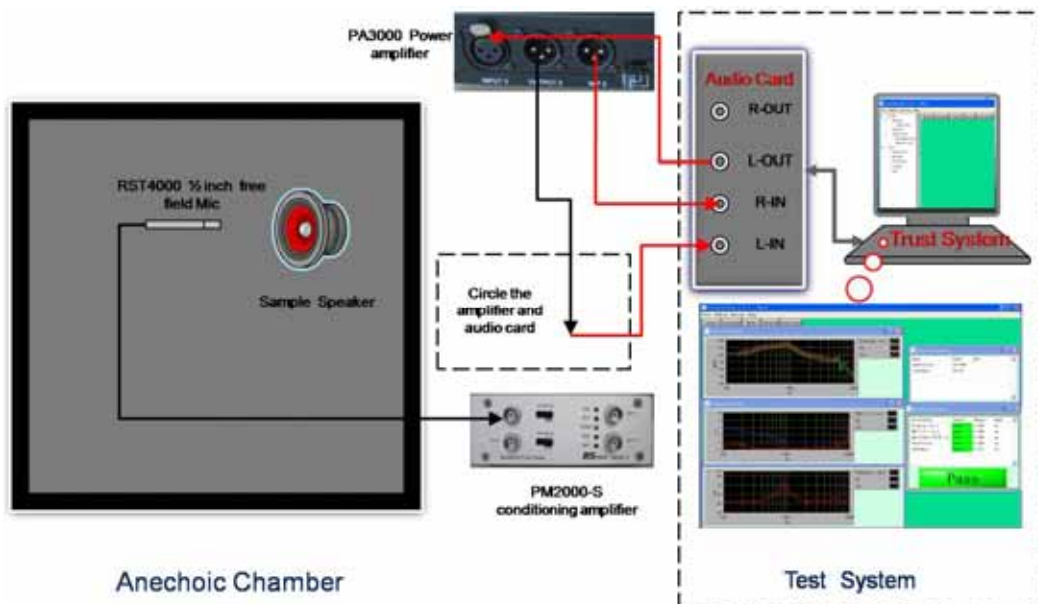 PA3000 Power
amplifier
Audio Card
R-OUT
L-OUT
R-IN
L-IN
Trust System
RST4000 ½ inch free
field Mic
Sample Speaker
Circle the
amplifier and
audio card
PM2000-S
conditioning amplifier
Pass
Anechoic Chamber
Test System